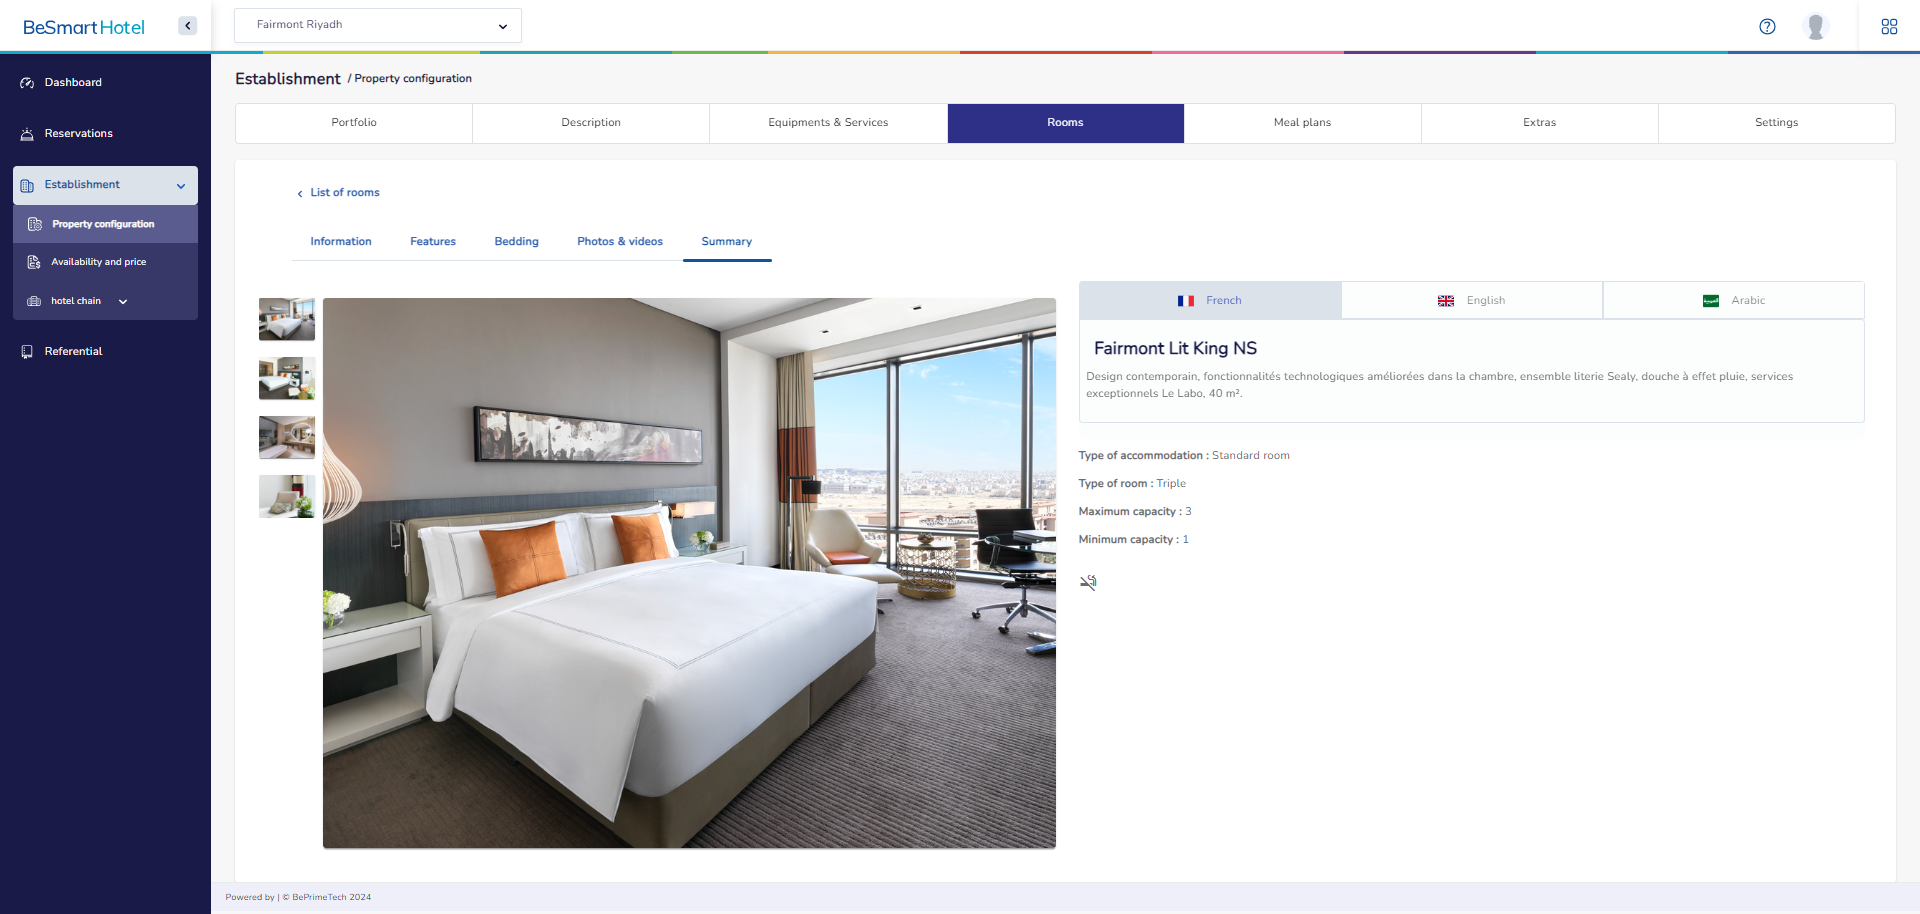 BeSmart Hotel
Fairmont Riyadh
Dashboard
Reservations
Establishment
Property configuration
Availability and price
hotel chain
Referential
Establishment / Property configuration
Portfolio
Description
Equipments & Services
Rooms
Meal plans
Extras
Settings
List of rooms
Information
Features
Bedding
Photos & videos
Summary
French
English
Arabic
Fairmont Lit King NS
Design contemporain, fonctionnalités technologiques améliorées dans la chambre, ensemble literie Sealy, douche à effet pluie, services
exceptionnels Le Labo, 40 m².
Type of accommodation : Standard room
Type of room : Triple
Maximum capacity : 3
Minimum capacity : 1
Powered by | © BePrimeTech 2024